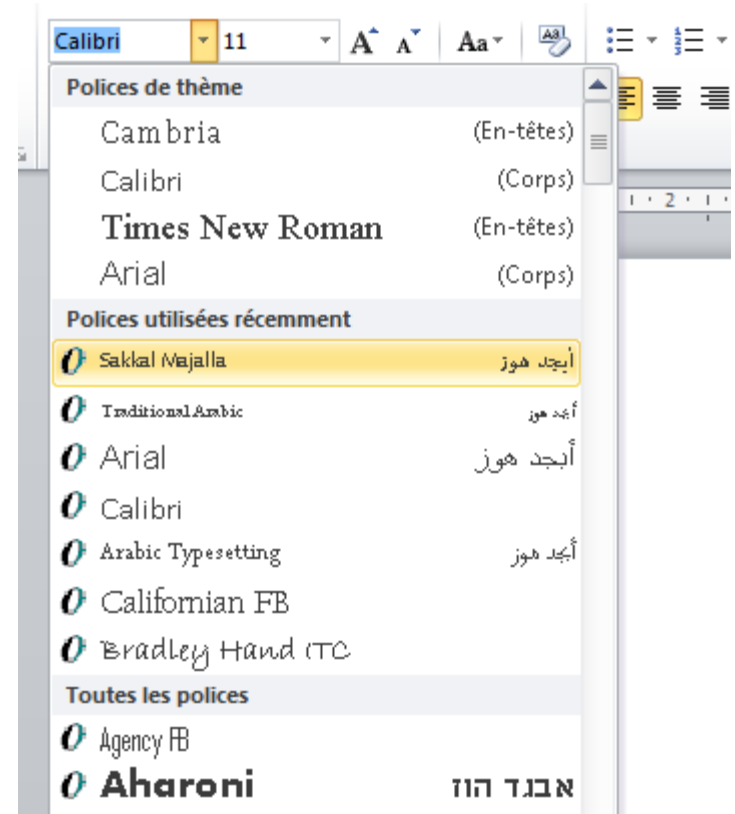 Calibri 11 A A Aa
Polices de thème
Cambria (En-têtes)
Calibri (Corps)
Times New Roman (En-têtes)
Arial (Corps)
Polices utilisées récemment
Sakkal Majalla أبجد هوز
Traditional Arabic أبجد هوز
Arial أبجد هوز
Calibri
Arabic Typesetting أبجد هوز
Californian FB
Bradley Hand ITC
Toutes les polices
Agency FB
Aharoni אבגד הוז
2